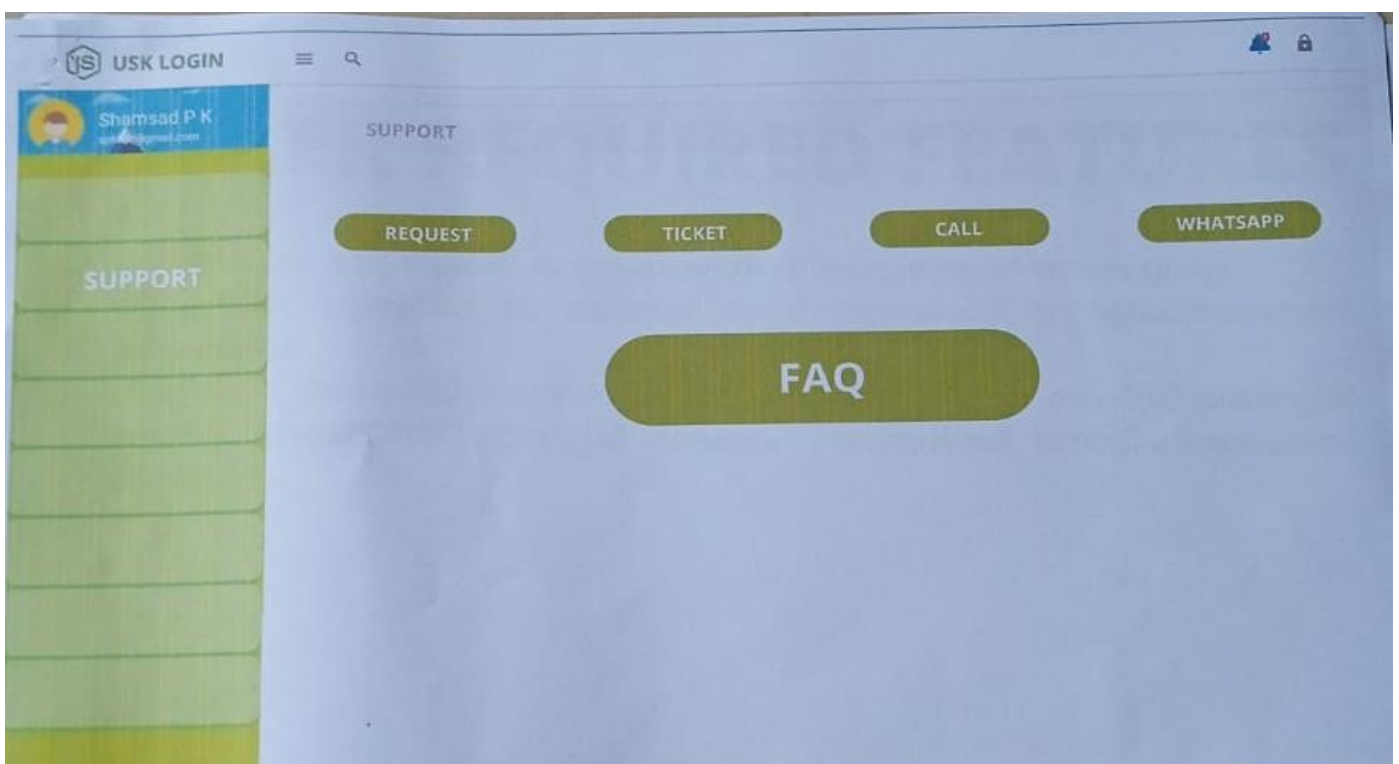 USK LOGIN
Shamsad P K
SUPPORT
REQUEST TICKET CALL WHATSAPP
SUPPORT
FAQ